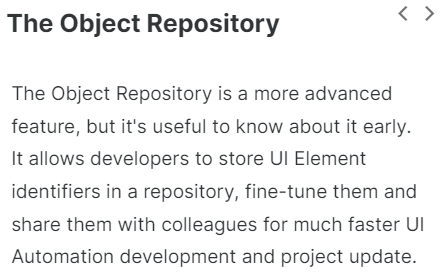 The Object Repository
The Object Repository is a more advanced
feature, but it's useful to know about it early.
It allows developers to store UI Element
identifiers in a repository, fine-tune them and
share them with colleagues for much faster UI
Automation development and project update.